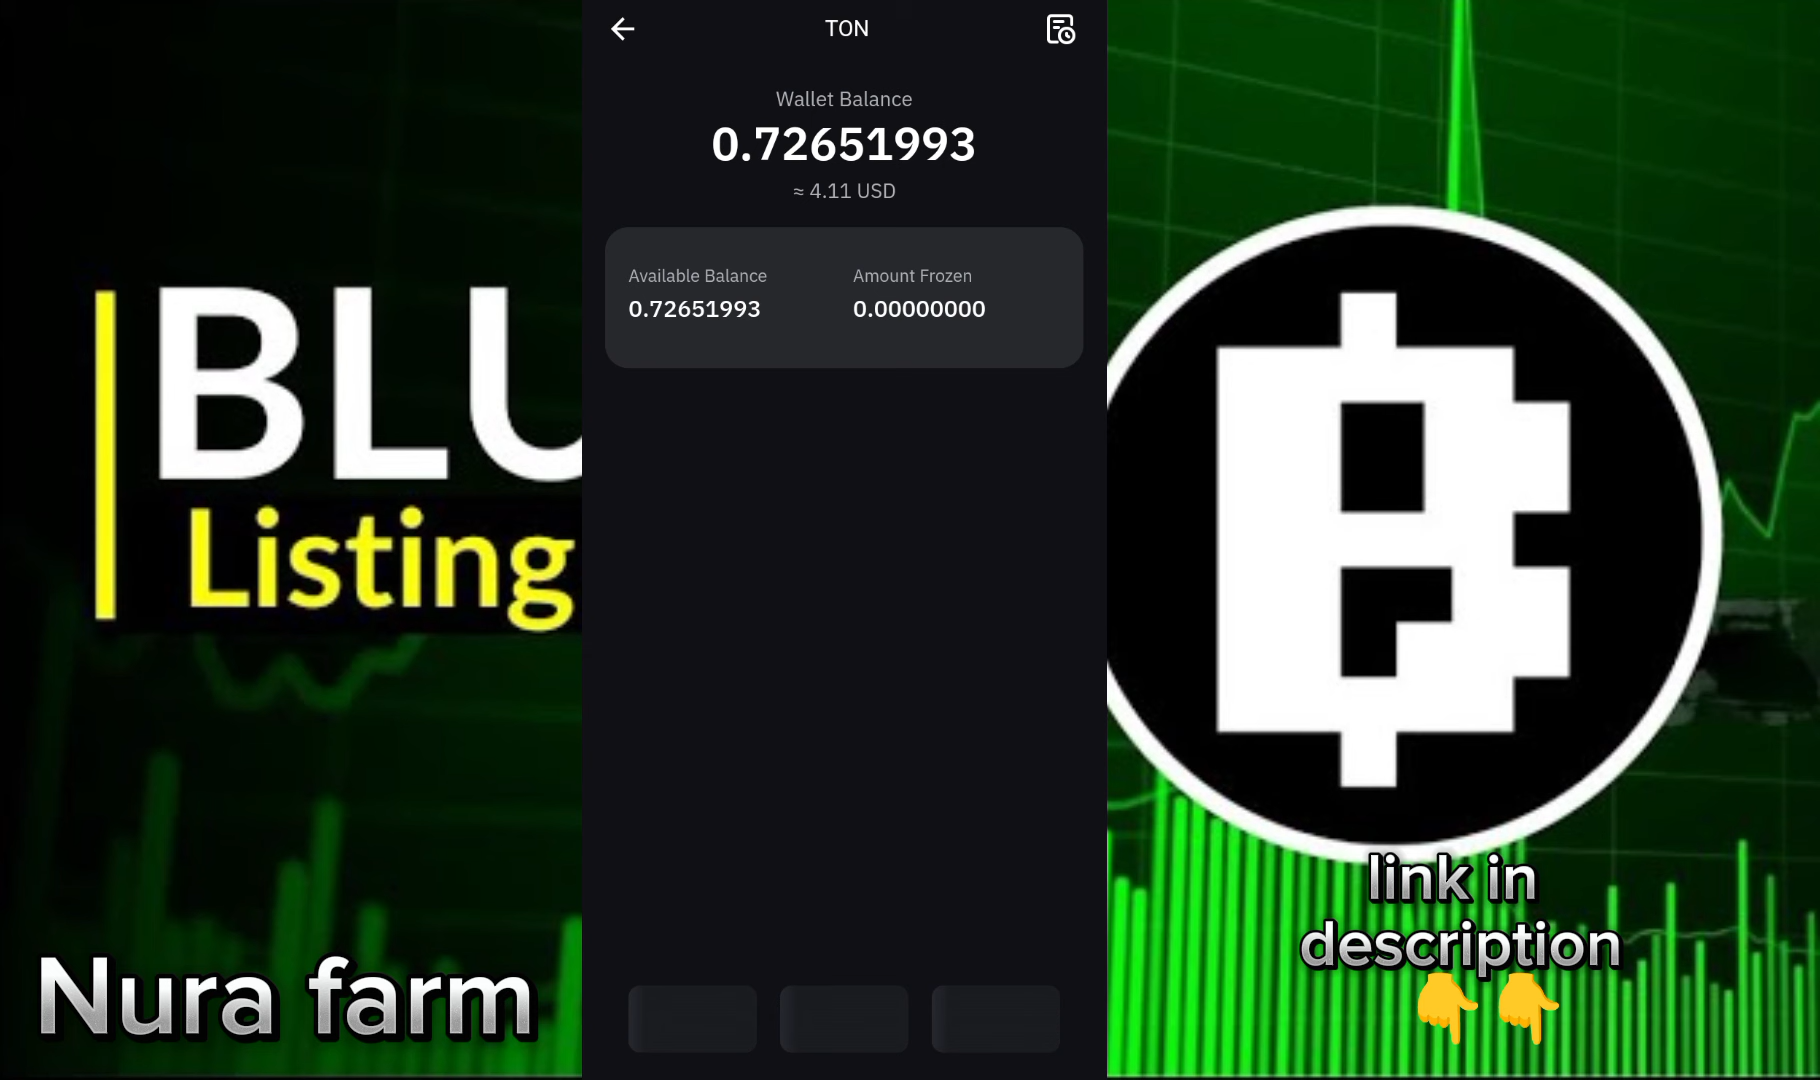 TON
Wallet Balance
0.72651993
≈ 4.11 USD
Available Balance
0.72651993
Amount Frozen
0.00000000
BLU
Listing
Nura farm
link in
description
👇👇